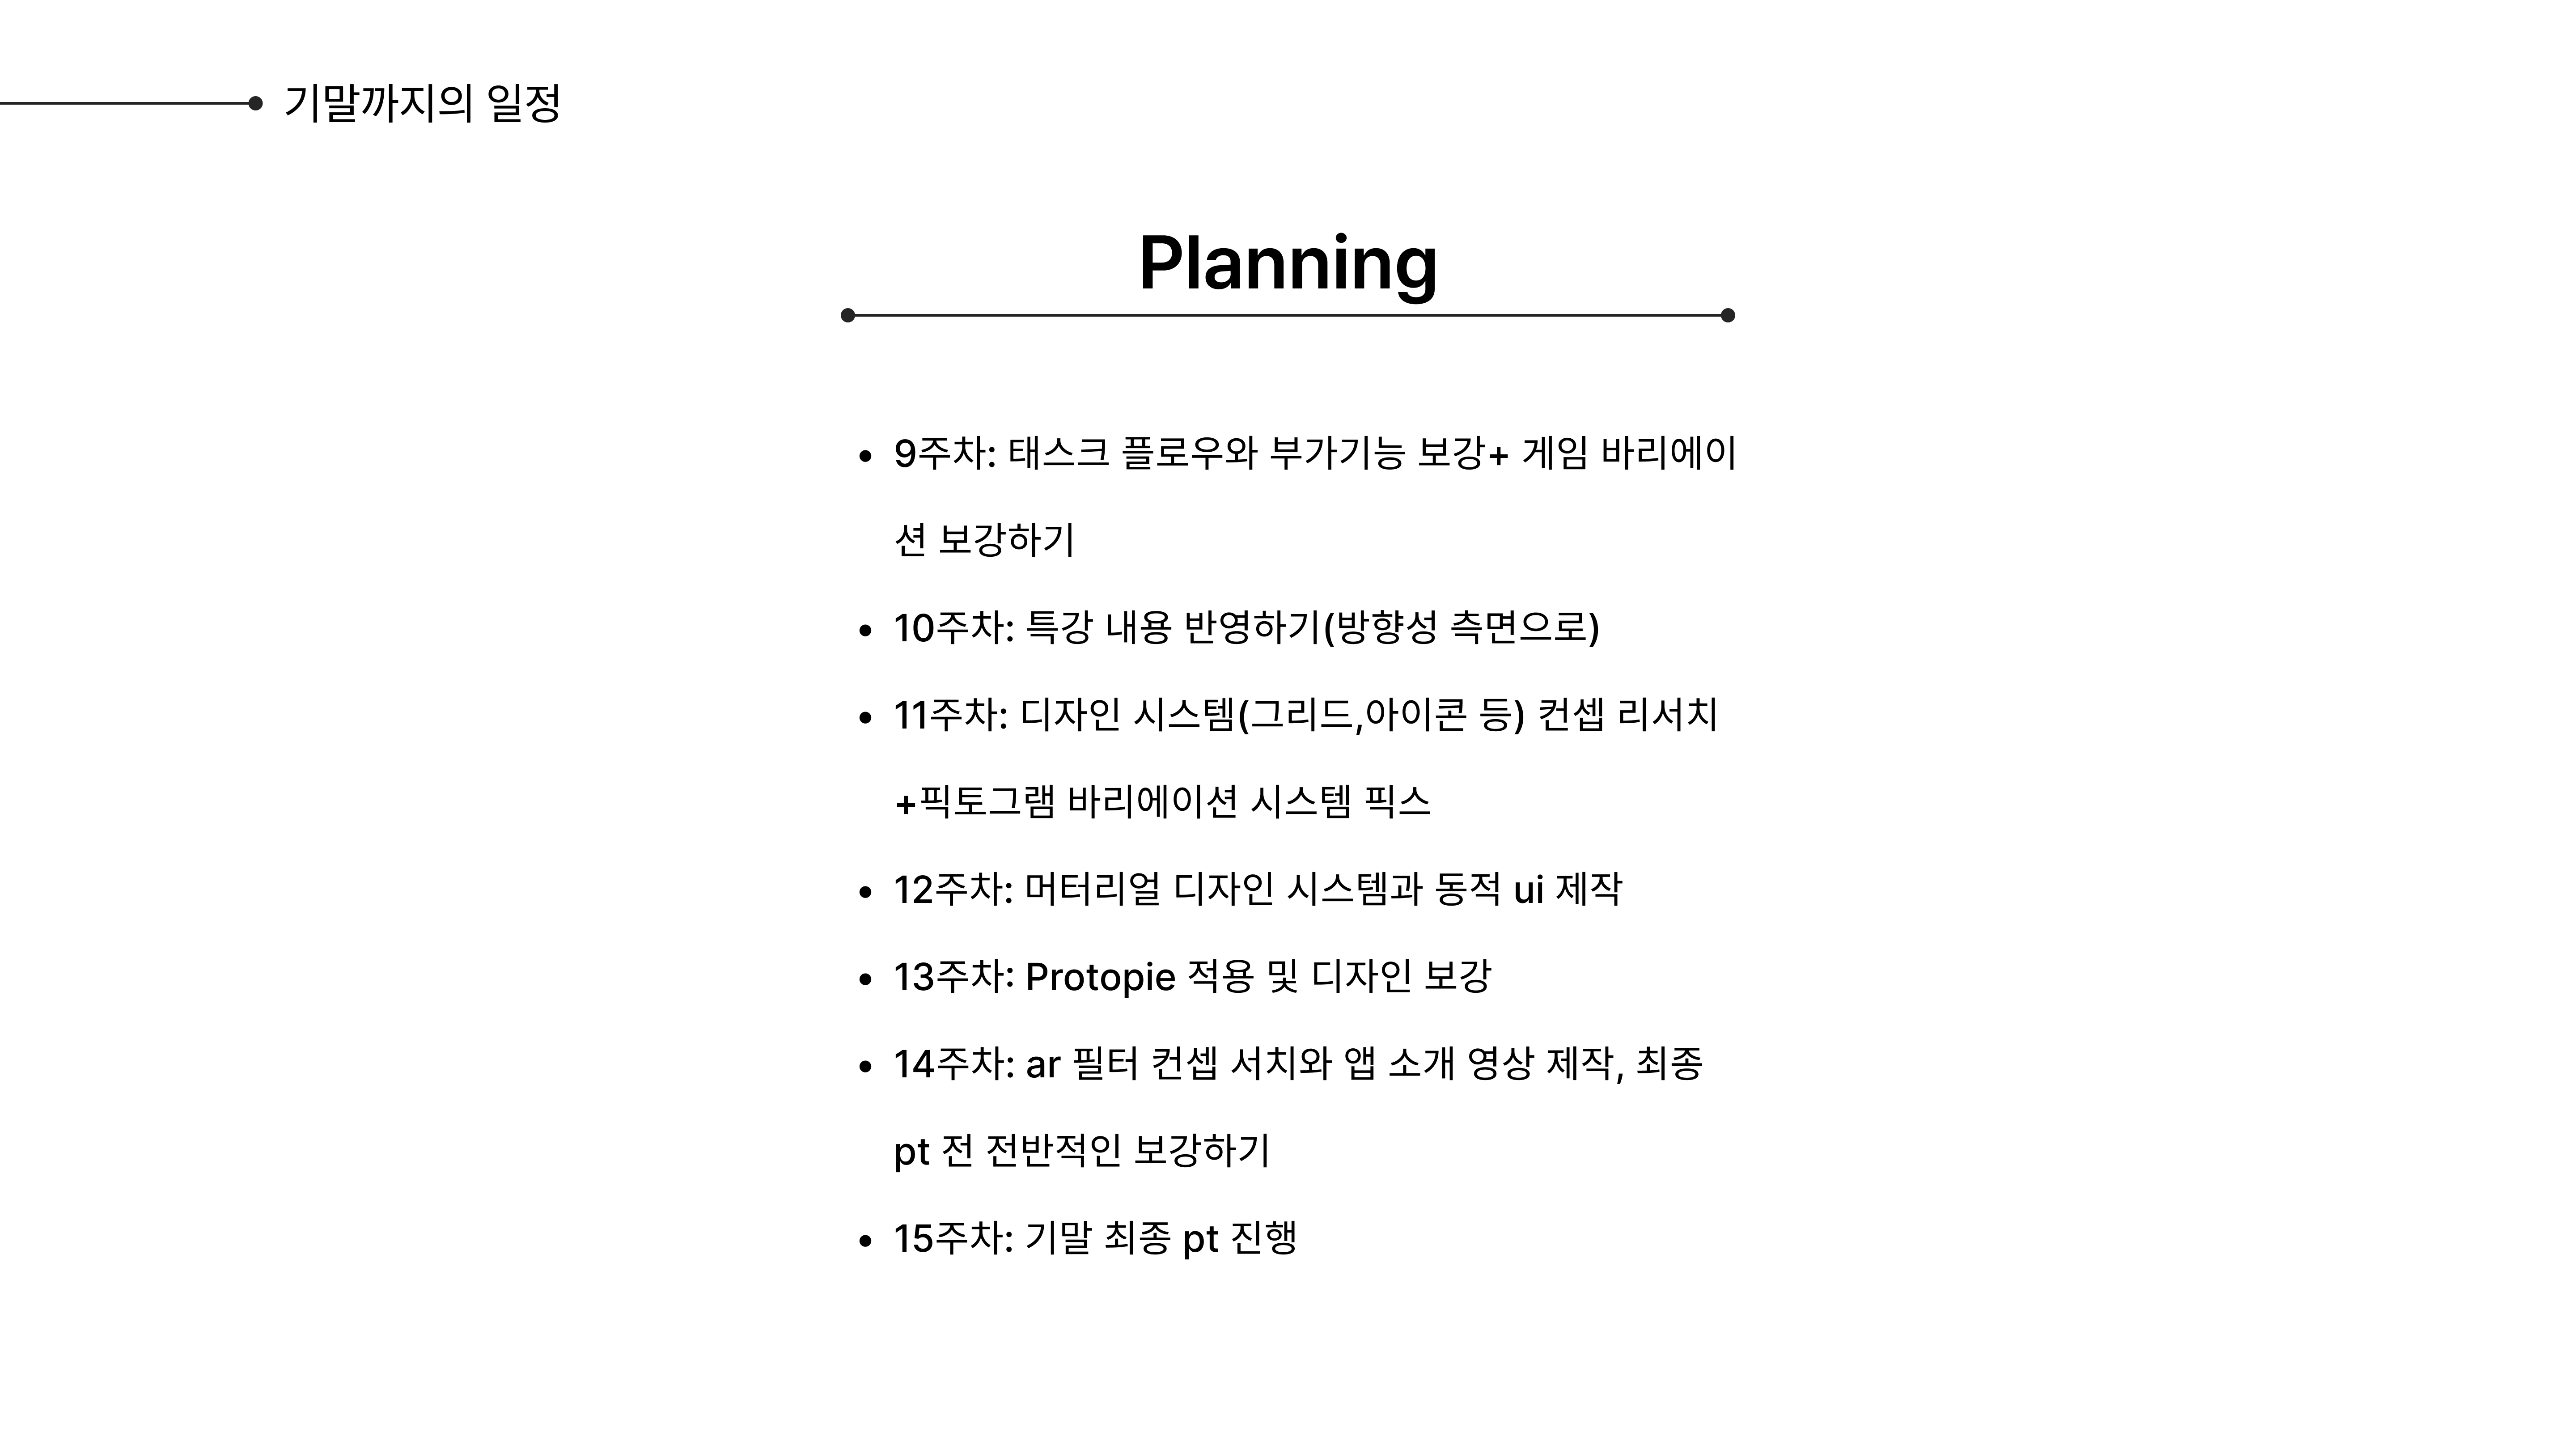 기말까지의 일정
Planning
• 9주차: 태스크 플로우와 부가기능 보강+ 게임 바리에이
션 보강하기
• 10주차: 특강 내용 반영하기(방향성 측면으로)
• 11주차: 디자인 시스템(그리드,아이콘 등) 컨셉 리서치
+픽토그램 바리에이션 시스템 픽스
• 12주차: 머터리얼 디자인 시스템과 동적 ui 제작
• 13주차: Protopie 적용 및 디자인 보강
• 14주차: ar 필터 컨셉 서치와 앱 소개 영상 제작, 최종
pt 전 전반적인 보강하기
• 15주차: 기말 최종 pt 진행